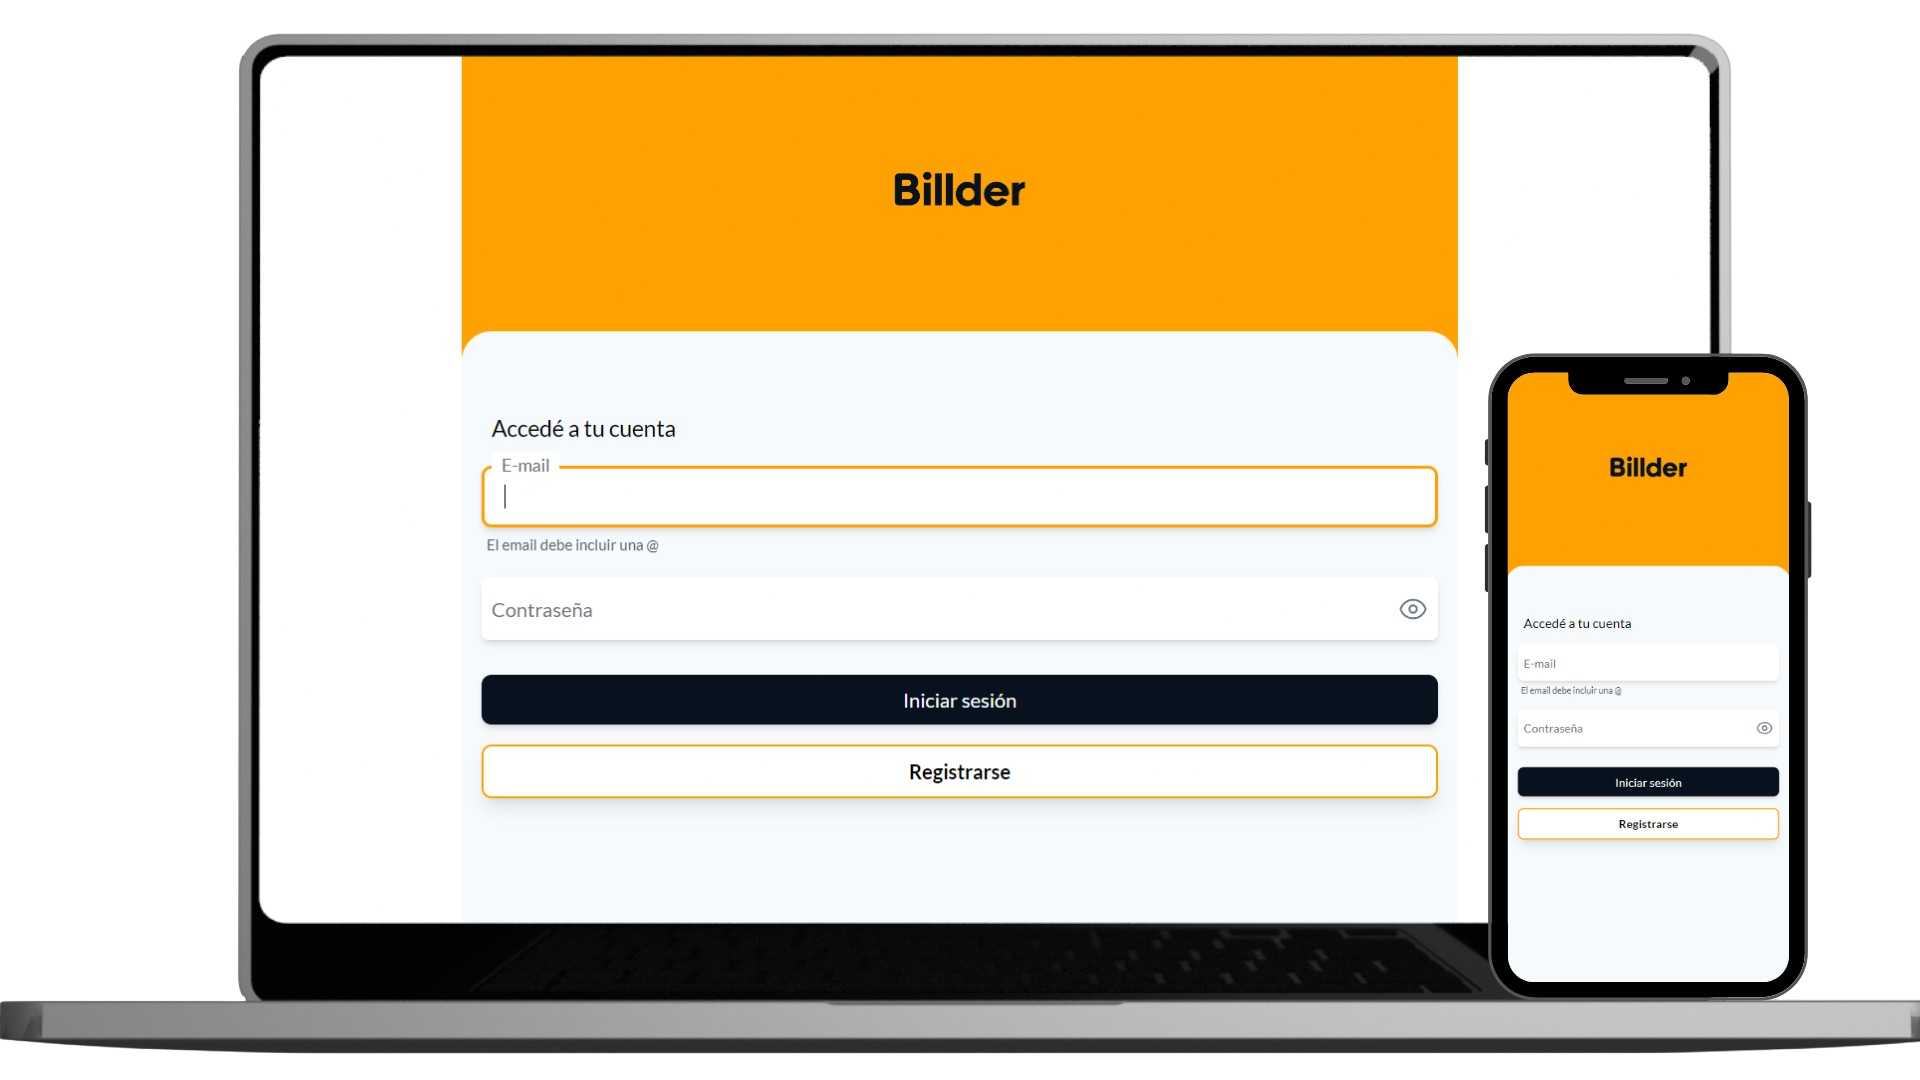 Billder
Accedé a tu cuenta
E-mail
El email debe incluir una @
Contraseña
Iniciar sesión
Registrarse
Billder
Accedé a tu cuenta
E-mail
El email debe incluir una @
Contraseña
Iniciar sesión
Registrarse